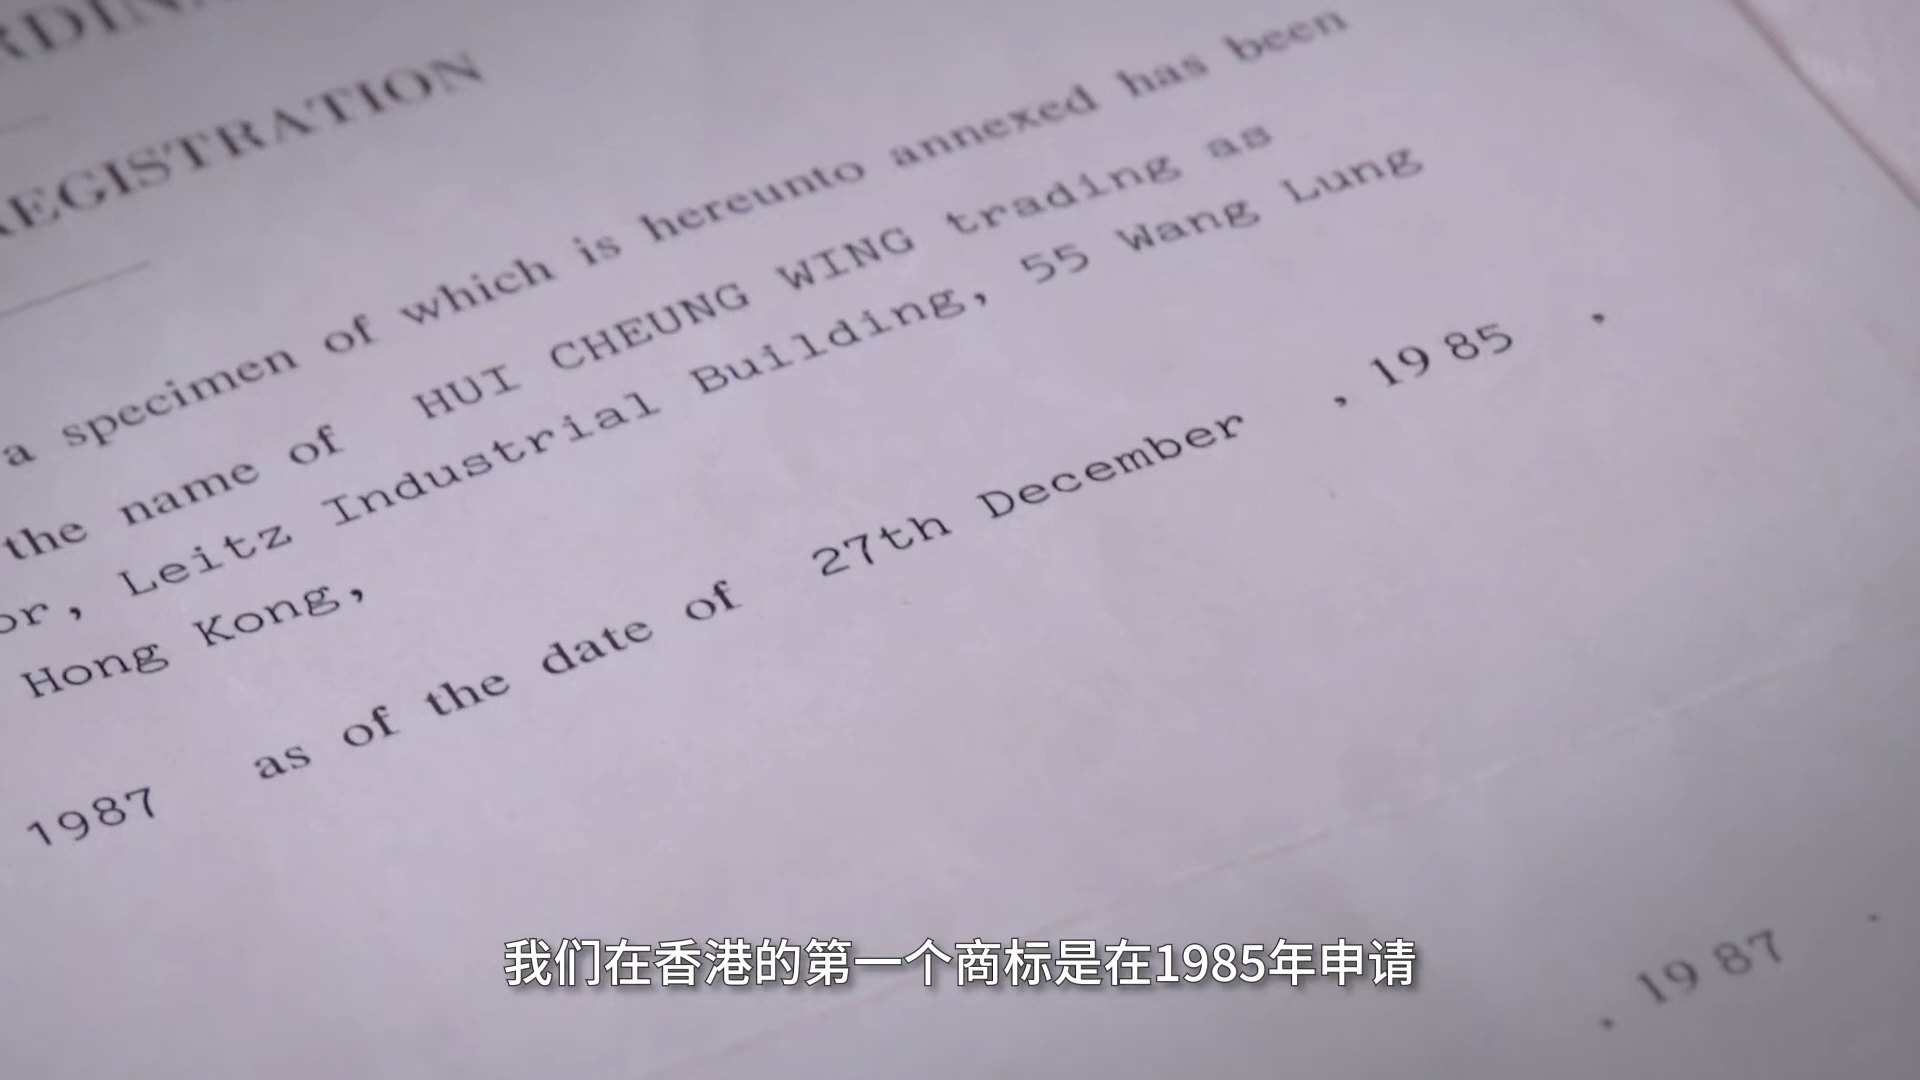 REGISTRATION
a specimen of which is hereunto annexed has been
the name of HUI CHEUNG WING trading as
Leitz Industrial Building, 55 Wang Lung
Hong Kong,
1987 as of the date of 27th December , 19 85 .
, 19 87 .
我们在香港的第一个商标是在1985年申请